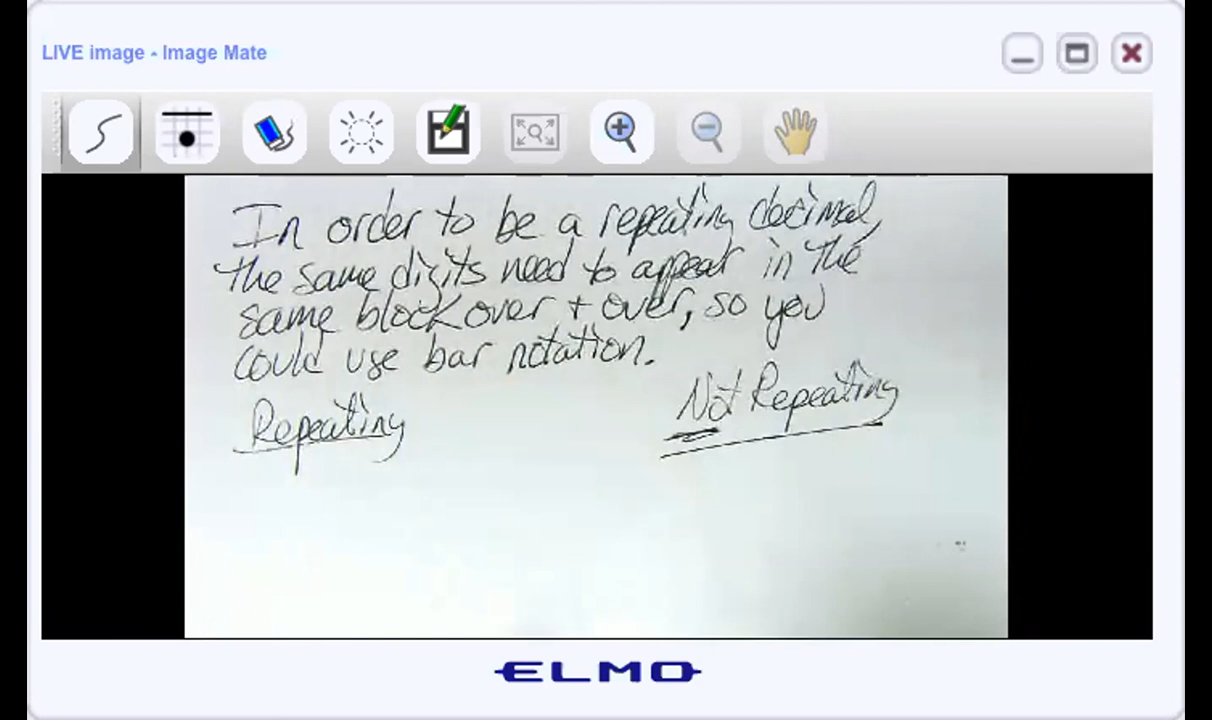 LIVE image - Image Mate
In order to be a repeating decimal,
the same digits need to appear in the
same block over + over, so you
could use bar notation.
Repeating
Not Repeating
ELMO